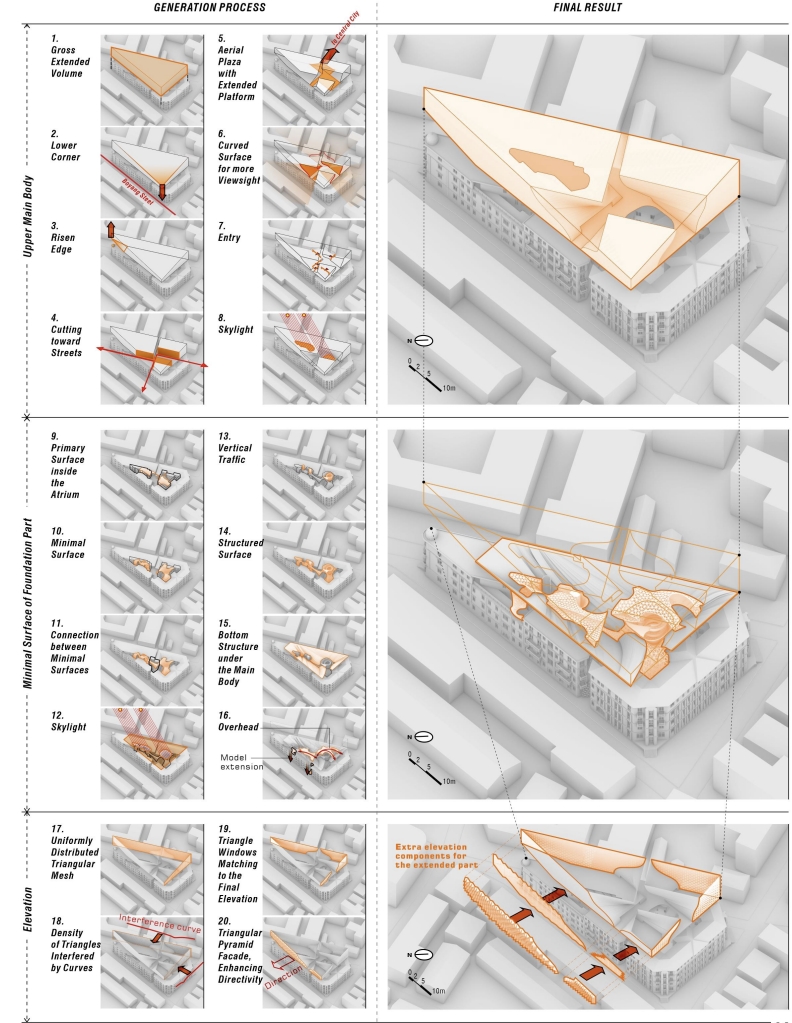 GENERATION PROCESS
FINAL RESULT
Upper Main Body
1.
Gross
Extended
Volume
2.
Lower
Corner
3.
Risen
Edge
4.
Cutting
toward
Streets
5.
Aerial
Plaza
with
Extended
Platform
to Central City
6.
Curved
Surface
for more
Viewsight
7.
Entry
8.
Skylight
N
0
2
5
10m
Minimal Surface of Foundation Part
9.
Primary
Surface
inside
the
Atrium
10.
Minimal
Surface
11.
Connection
between
Minimal
Surfaces
12.
Skylight
13.
Vertical
Traffic
14.
Structured
Surface
15.
Bottom
Structure
under
the Main
Body
16.
Overhead
Model
extension
N
0
2
5
10m
Elevation
17.
Uniformly
Distributed
Triangular
Mesh
18.
Density
of Triangles
Interfered
by Curves
Interference curve
19.
Triangle
Windows
Matching
to the
Final
Elevation
20.
Triangular
Pyramid
Facade,
Enhancing
Directivity
Direction
Extra elevation
components for
the extended part
N
0
2
5
10m